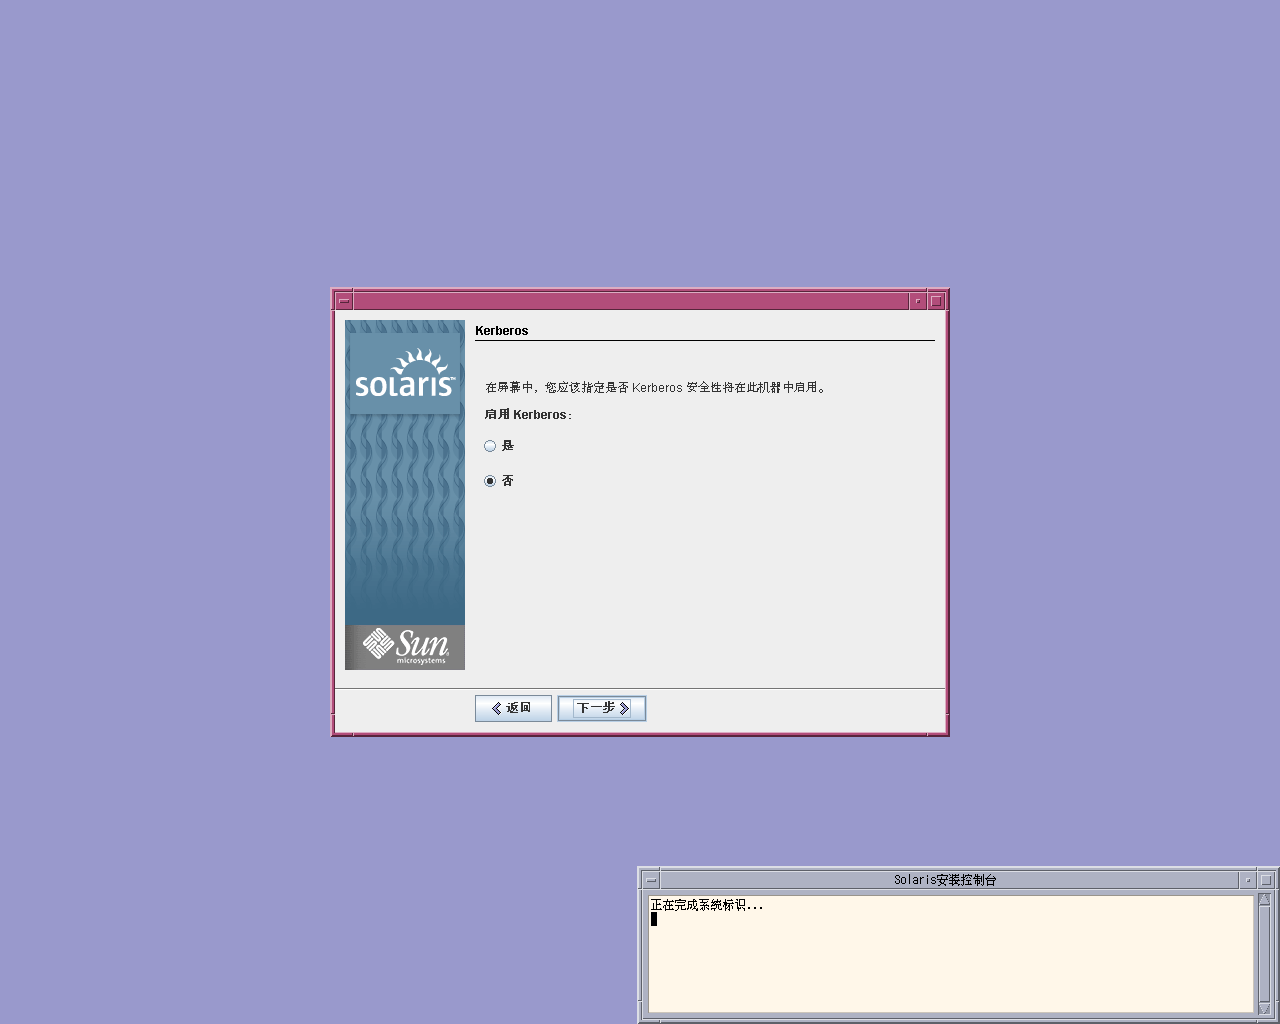 Kerberos
solaris™
在屏幕中，您应该指定是否 Kerberos 安全性将在此机器中启用。
启用 Kerberos：
是
否
Sun
microsystems
返回
下一步
Solaris安装控制台
正在完成系统标识...